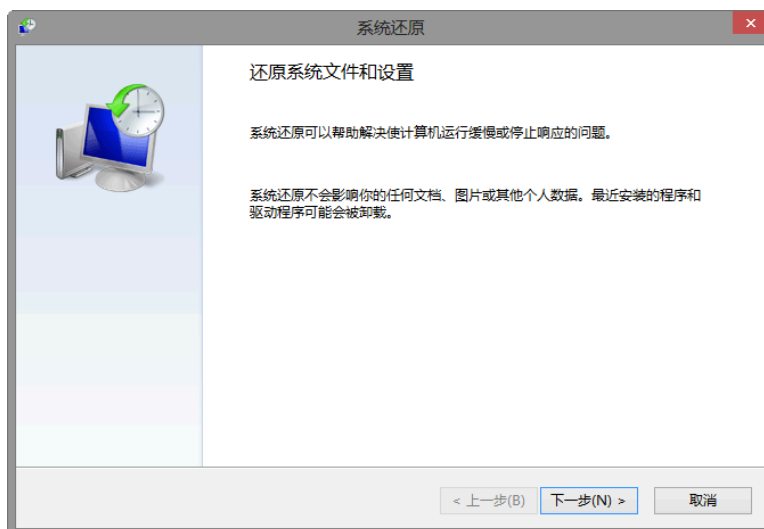 系统还原
还原系统文件和设置
系统还原可以帮助解决使计算机运行缓慢或停止响应的问题。
系统还原不会影响你的任何文档、图片或其他个人数据。最近安装的程序和
驱动程序可能会被卸载。
< 上一步(B) 下一步(N) > 取消